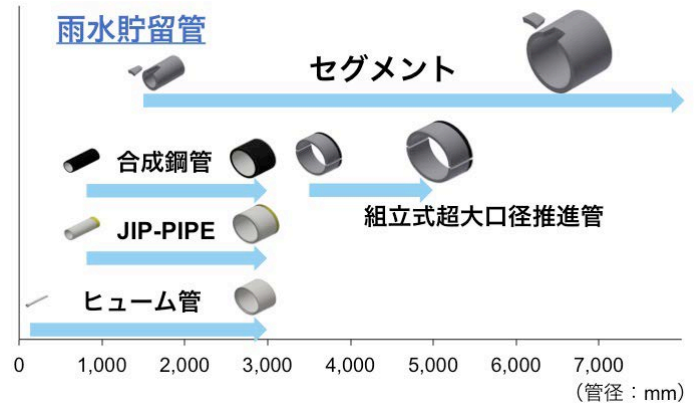 雨水貯留管
セグメント
合成鋼管
組立式超大口径推進管
JIP-PIPE
ヒューム管
0 1,000 2,000 3,000 4,000 5,000 6,000 7,000
（管径：mm）